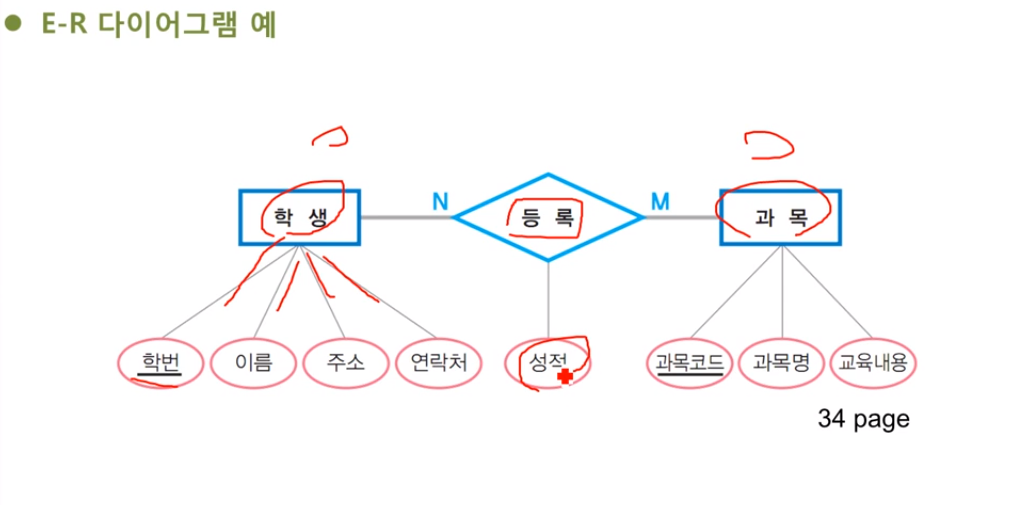 E-R 다이어그램 예
N M
학 생 등 록 과 목
학번 이름 주소 연락처 성적 과목코드 과목명 교육내용
34 page